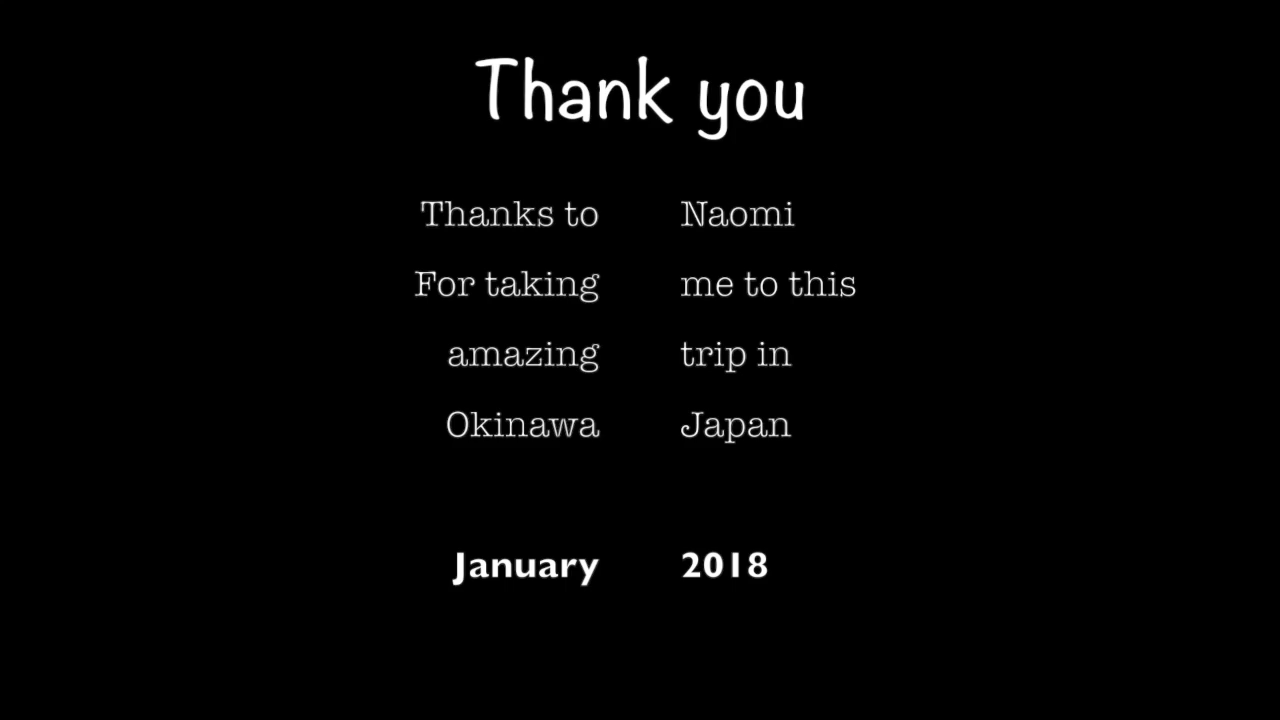 Thank you
Thanks to Naomi
For taking me to this
amazing trip in
Okinawa Japan
January 2018